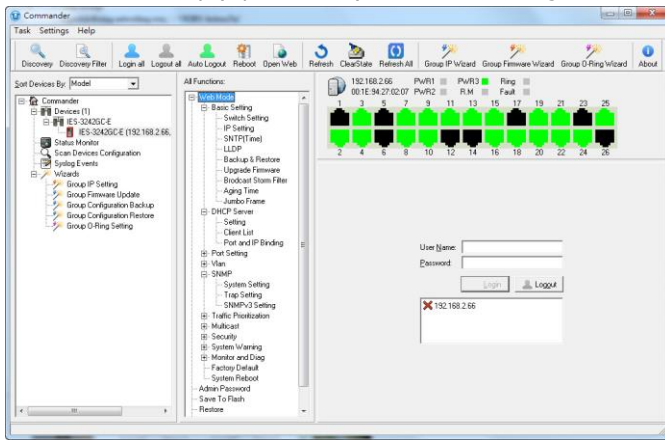 Commander
Task Settings Help
Discovery Discovery Filter Login all Logout all Auto Logout Reboot Open Web Refresh ClearState Refresh All Group IP Wizard Group Firmware Wizard Group O-Ring Wizard About
Sort Devices By: Model
Commander
Devices (1)
IES-3242GC-E
IES-3242GC-E (192.168.2.66,
Status Monitor
Scan Devices Configuration
Syslog Events
Wizards
Group IP Setting
Group Firmware Update
Group Configuration Backup
Group Configuration Restore
Group O-Ring Setting
All Functions:
Web Mode
Basic Setting
Switch Setting
IP Setting
SNTP(Time)
LLDP
Backup & Restore
Upgrade Firmware
Brodcast Storm Filter
Aging Time
Jumbo Frame
DHCP Server
Setting
Client List
Port and IP Binding
Port Setting
Vlan
SNMP
System Setting
Trap Setting
SNMPv3 Setting
Traffic Prioritization
Multicast
Security
System Warning
Monitor and Diag
Factory Default
System Reboot
Admin Password
Save To Flash
Restore
192.168.2.66 PWR1 PWR3 Ring
00:1E:94:27:02:07 PWR2 R.M Fault
1 3 5 7 9 11 13 15 17 19 21 23 25
2 4 6 8 10 12 14 16 18 20 22 24 26
User Name:
Password:
Login Logout
192.168.2.66